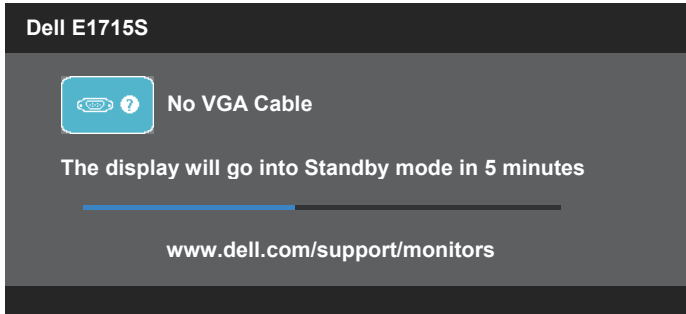 Dell E1715S
No VGA Cable
The display will go into Standby mode in 5 minutes
www.dell.com/support/monitors